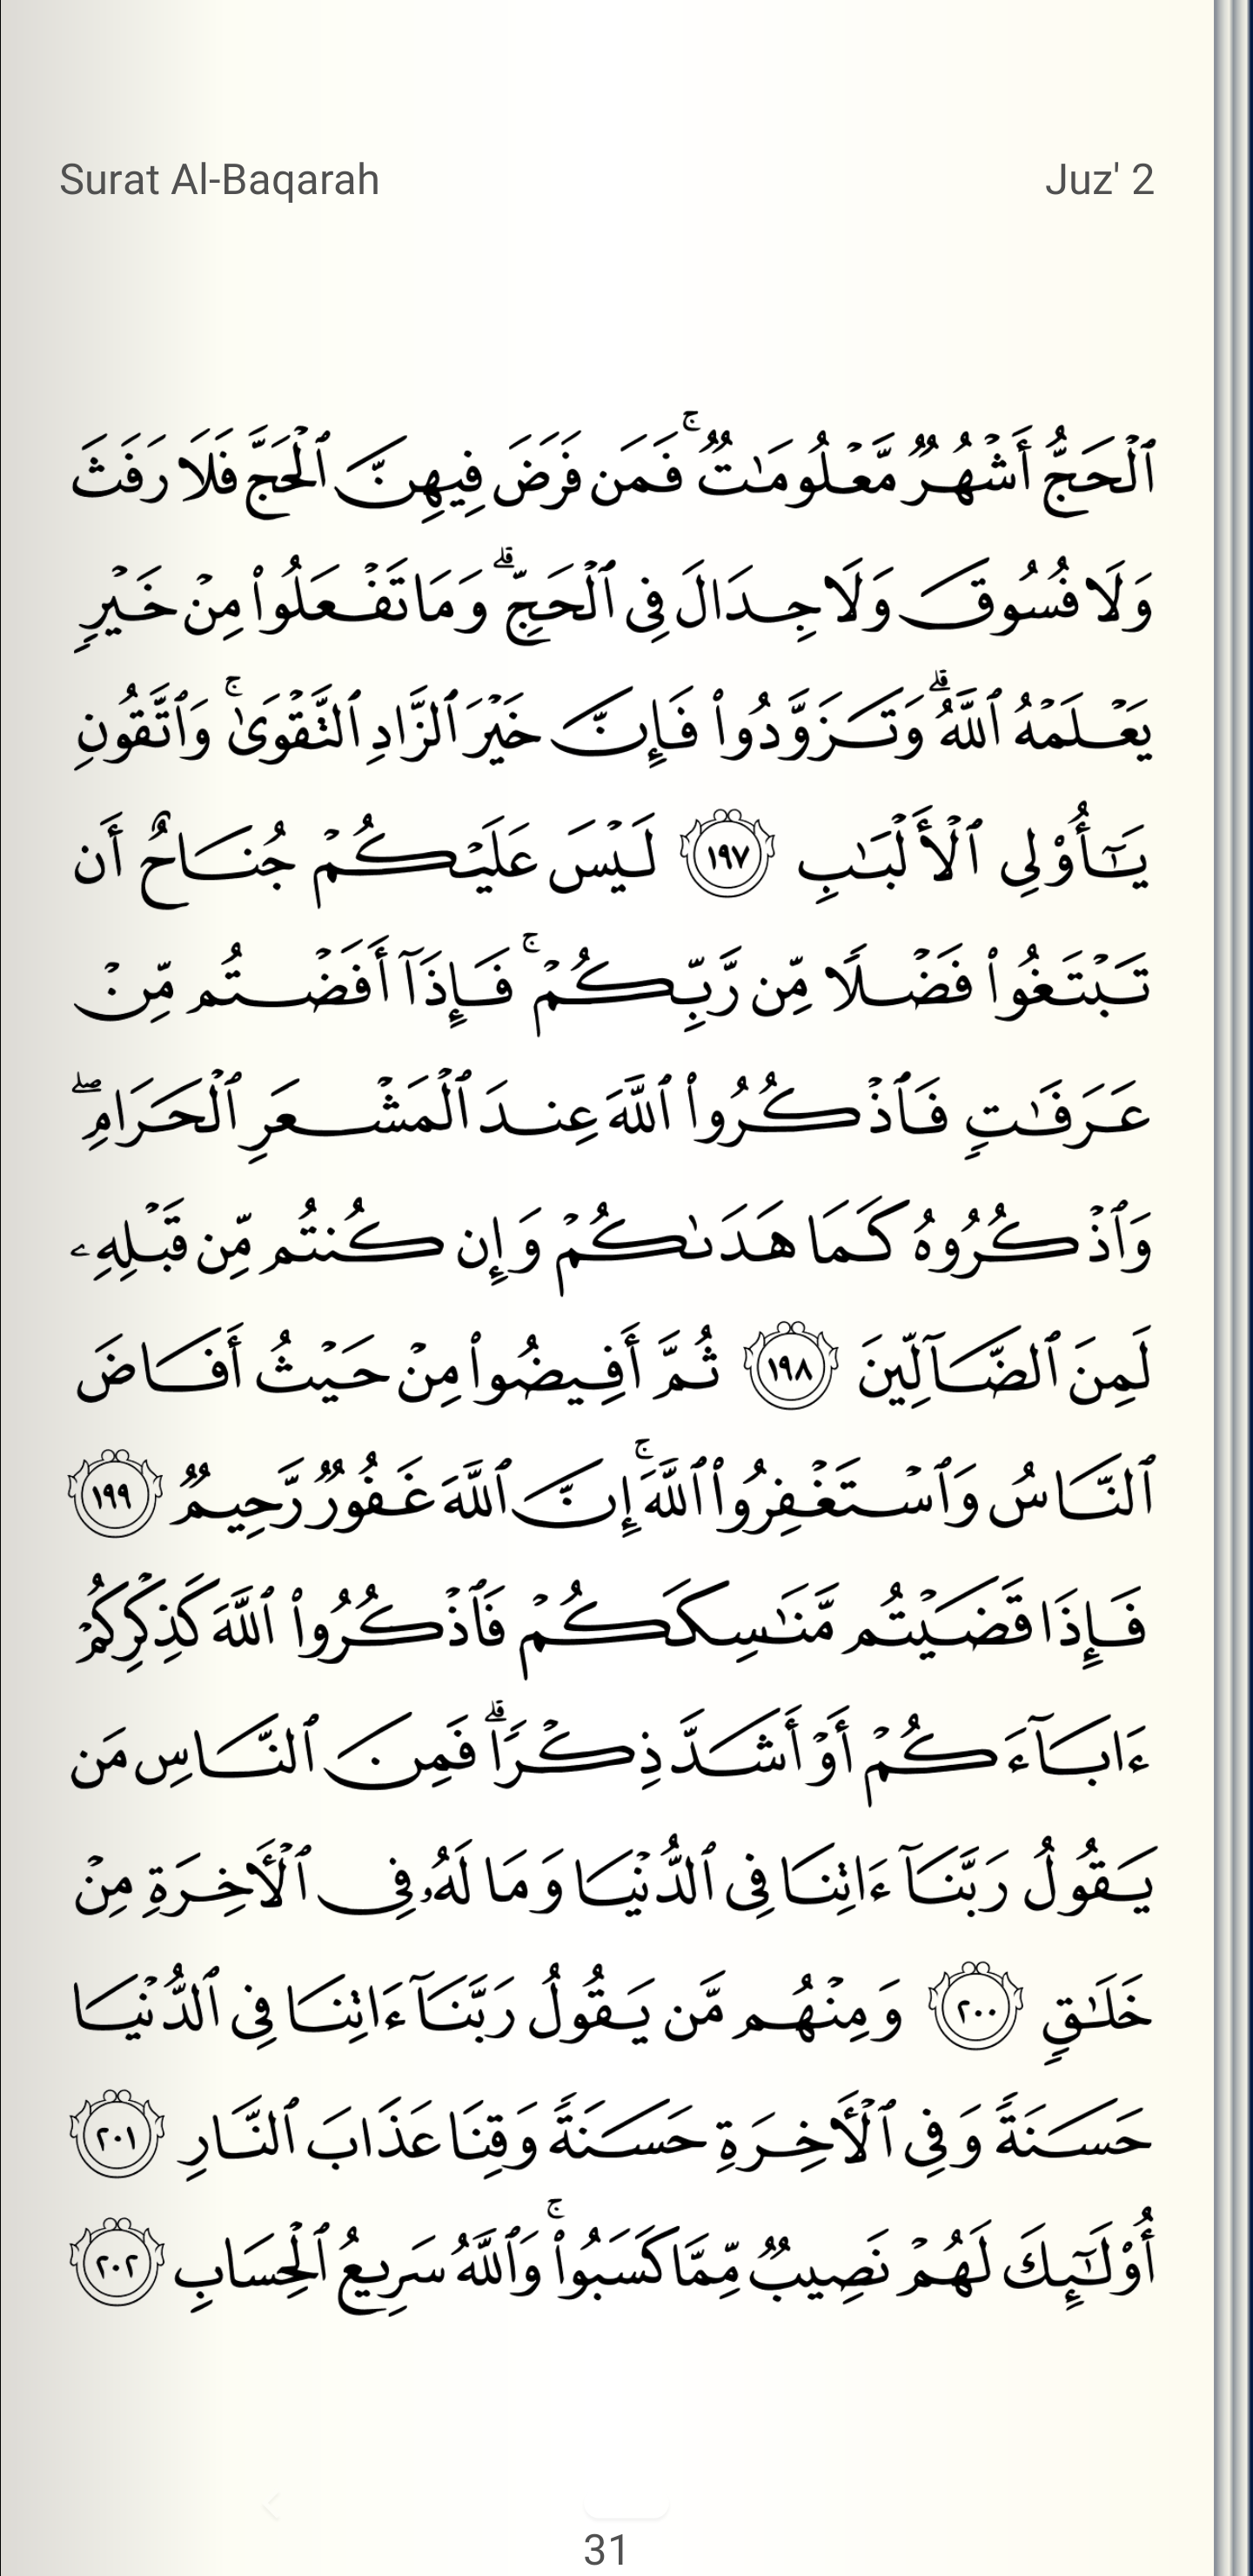 Surat Al-Baqarah Juz' 2
ٱلْحَجُّ أَشْهُرٌ مَّعْلُومَٰتٌ ۚ فَمَن فَرَضَ فِيهِنَّ ٱلْحَجَّ فَلَا رَفَثَ
وَلَا فُسُوقَ وَلَا جِدَالَ فِى ٱلْحَجِّ ۗ وَمَا تَفْعَلُوا۟ مِنْ خَيْرٍ
يَعْلَمْهُ ٱللَّهُ ۗ وَتَزَوَّدُوا۟ فَإِنَّ خَيْرَ ٱلزَّادِ ٱلتَّقْوَىٰ ۚ وَٱتَّقُونِ
يَٰٓأُو۟لِى ٱلْأَلْبَٰبِ ١٩٧ لَيْسَ عَلَيْكُمْ جُنَاحٌ أَن
تَبْتَغُوا۟ فَضْلًا مِّن رَّبِّكُمْ ۚ فَإِذَآ أَفَضْتُم مِّنْ
عَرَفَٰتٍ فَٱذْكُرُوا۟ ٱللَّهَ عِندَ ٱلْمَشْعَرِ ٱلْحَرَامِ ۖ
وَٱذْكُرُوهُ كَمَا هَدَىٰكُمْ وَإِن كُنتُم مِّن قَبْلِهِۦ
لَمِنَ ٱلضَّآلِّينَ ١٩٨ ثُمَّ أَفِيضُوا۟ مِنْ حَيْثُ أَفَاضَ
ٱلنَّاسُ وَٱسْتَغْفِرُوا۟ ٱللَّهَ ۚ إِنَّ ٱللَّهَ غَفُورٌ رَّحِيمٌ ١٩٩
فَإِذَا قَضَيْتُم مَّنَٰسِكَكُمْ فَٱذْكُرُوا۟ ٱللَّهَ كَذِكْرِكُمْ
ءَابَآءَكُمْ أَوْ أَشَدَّ ذِكْرًا ۗ فَمِنَ ٱلنَّاسِ مَن
يَقُولُ رَبَّنَآ ءَاتِنَا فِى ٱلدُّنْيَا وَمَا لَهُۥ فِى ٱلْأَخِرَةِ مِنْ
خَلَٰقٍ ٢٠٠ وَمِنْهُم مَّن يَقُولُ رَبَّنَآ ءَاتِنَا فِى ٱلدُّنْيَا
حَسَنَةً وَفِى ٱلْأَخِرَةِ حَسَنَةً وَقِنَا عَذَابَ ٱلنَّارِ ٢٠١
أُو۟لَٰٓئِكَ لَهُمْ نَصِيبٌ مِّمَّا كَسَبُوا۟ ۚ وَٱللَّهُ سَرِيعُ ٱلْحِسَابِ ٢٠٢
31